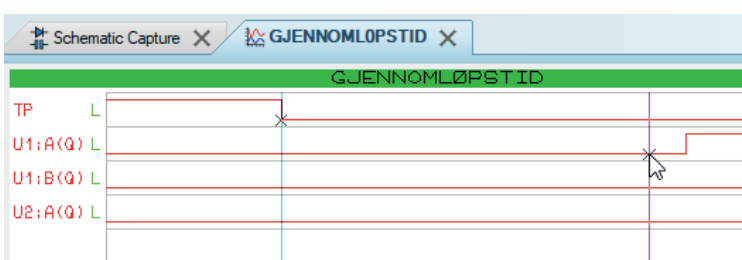 Schematic Capture GJENNOML0PSTID
GJENNOMLØPSTID
TP L
U1:A(Q) L
U1:B(Q) L
U2:A(Q) L